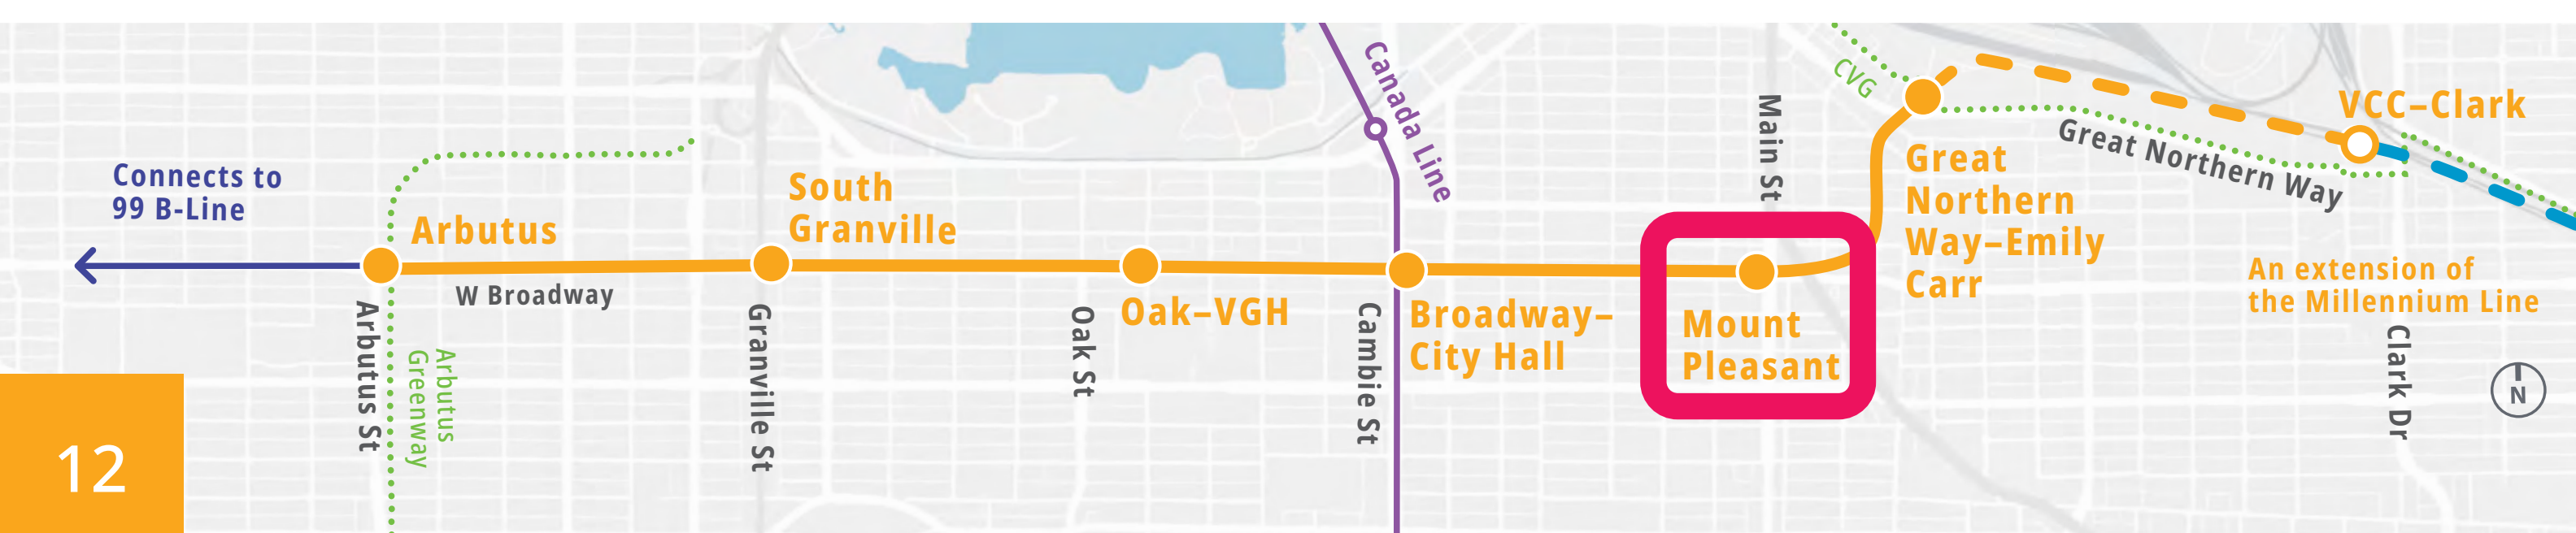 Connects to
99 B-Line
Arbutus
W Broadway
Arbutus St
Arbutus
Greenway
South
Granville
Granville St
Oak St
Oak–VGH
Canada Line
Cambie St
Broadway–
City Hall
Main St
Mount
Pleasant
CVG
Great
Northern
Way–Emily
Carr
Great Northern Way
VCC–Clark
An extension of
the Millennium Line
Clark Dr
N
12